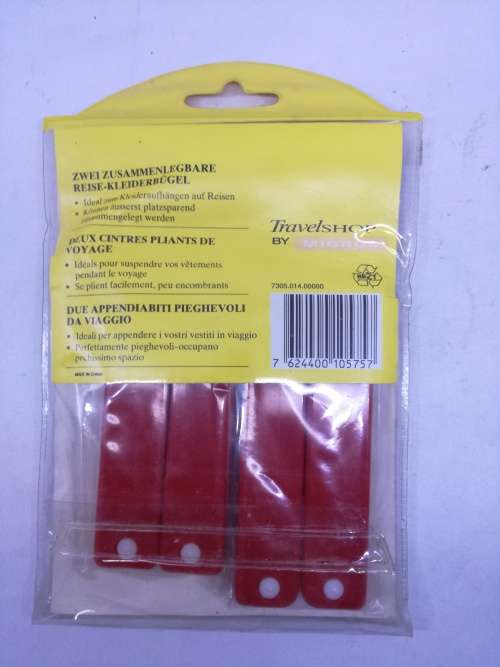 ZWEI ZUSAMMENLEGBARE
REISE-KLEIDERBÜGEL
• Ideal zum Kleideraufhängen auf Reisen
• Können äusserst platzsparend
zusammengelegt werden
DEUX CINTRES PLIANTS DE
VOYAGE
• Idéals pour suspendre vos vêtements
pendant le voyage
• Se plient facilement, peu encombrants
DUE APPENDIABITI PIEGHEVOLI
DA VIAGGIO
• Ideali per appendere i vostri vestiti in viaggio
• Perfettamente pieghevoli-occupano
pochissimo spazio
MADE IN CHINA
TravelSHOP
BY MIGROS
7305.014.00000
7 624400 105757